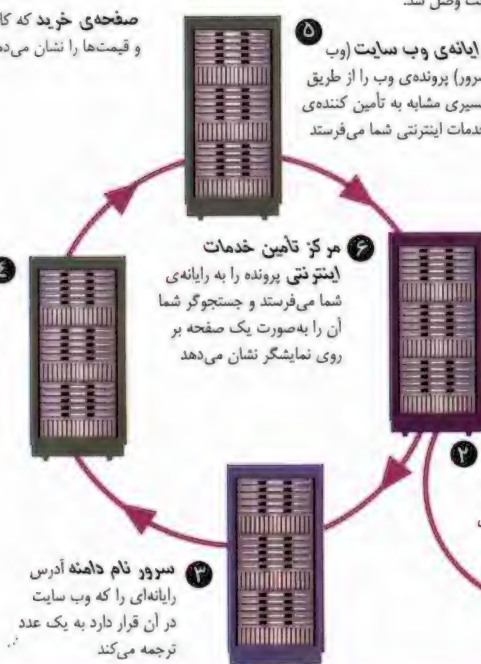 وصل شد.
صفحه‌ی خرید که
و قیمت‌ها را نشان
۵
رایانه‌ی وب سایت (وب
سرور) پرونده‌ی وب را از طریق
مسیری مشابه به تأمین کننده‌ی
خدمات اینترنتی شما می‌فرستد
۶ مرکز تأمین خدمات
اینترنتی پرونده را به رایانه‌ی
شما می‌فرستد و جستجوگر شما
آن را به‌صورت یک صفحه بر
روی نمایشگر نشان می‌دهد
۴
۲
۳ سرور نام دامنه آدرس
رایانه‌ای را که وب سایت
در آن قرار دارد به یک عدد
ترجمه می‌کند